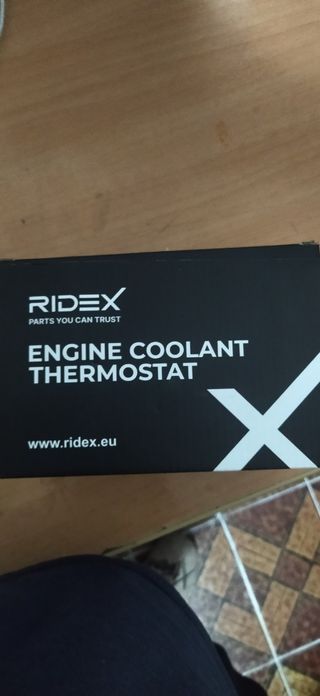 RIDEX
PARTS YOU CAN TRUST
ENGINE COOLANT
THERMOSTAT
www.ridex.eu